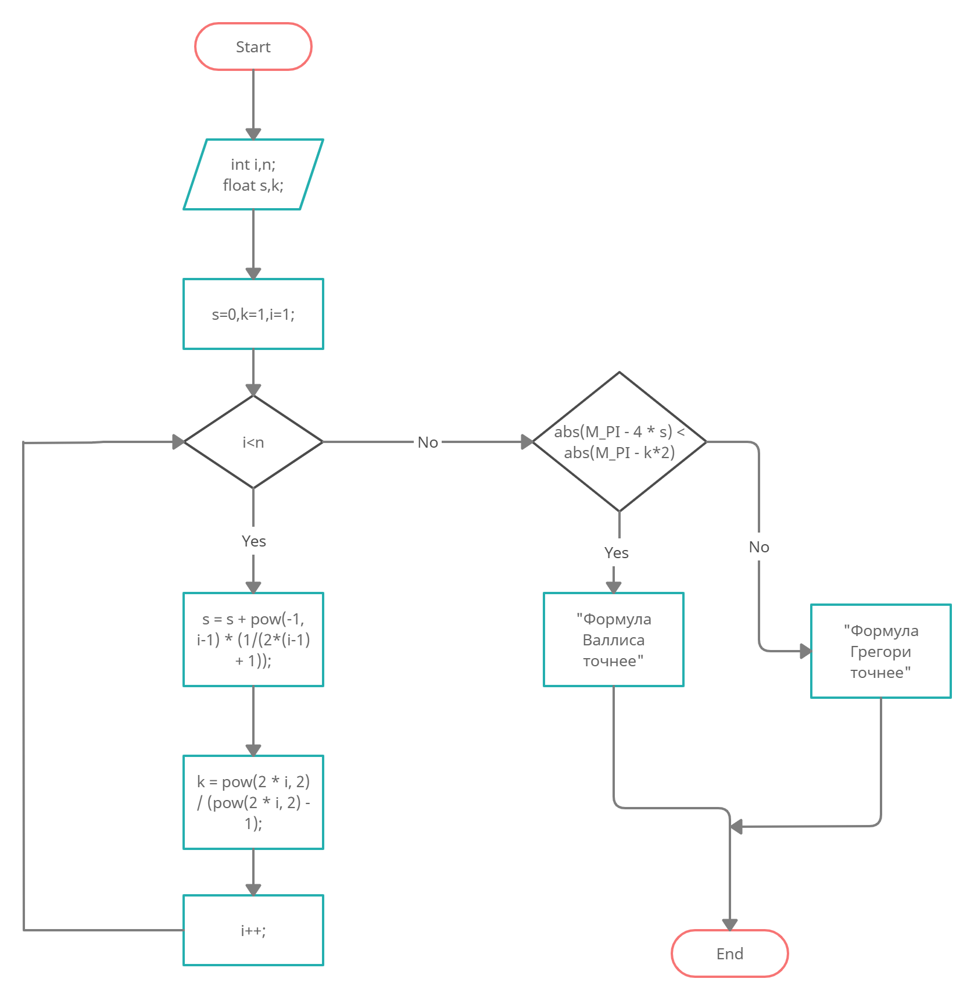 Start
int i,n;
float s,k;
s=0,k=1,i=1;
i<n
No
abs(M_PI - 4 * s) <
abs(M_PI - k*2)
Yes
Yes
No
s = s + pow(-1,
i-1) * (1/(2*(i-1)
+ 1));
"Формула
Валлиса
точнее"
"Формула
Грегори
точнее"
k = pow(2 * i, 2)
/ (pow(2 * i, 2) -
1);
i++;
End